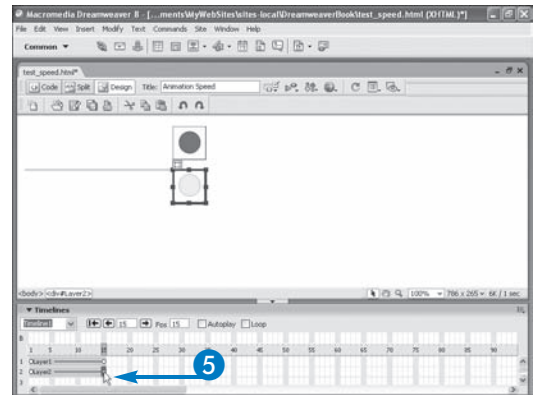 Macromedia Dreamweaver 8 - [...ments\MyWebSites\sites-local\DreamweaverBook\test_speed.html (XHTML)*]
File Edit View Insert Modify Text Commands Site Window Help
Common
test_speed.html*
Code Split Design Title: Animation Speed
<body> <div#Layer2> 100% 786 x 265 6K / 1 sec
Timelines
Timeline1 15 Fps 15 Autoplay Loop
B
1 5 10 15 20 25 30 35 40 45 50 55 60 65 70 75 80 85 90
1 Layer1
2 Layer2
3
5